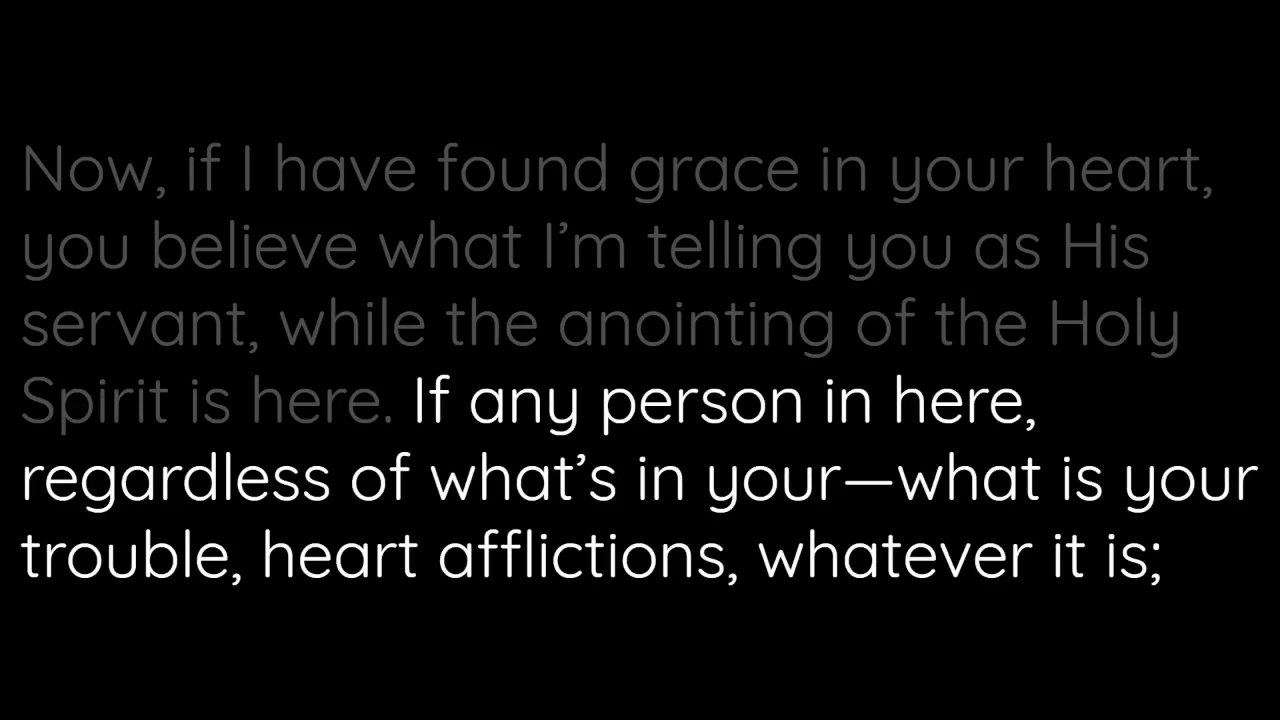 Now, if I have found grace in your heart,
you believe what I’m telling you as His
servant, while the anointing of the Holy
Spirit is here. If any person in here,
regardless of what’s in your—what is your
trouble, heart afflictions, whatever it is;